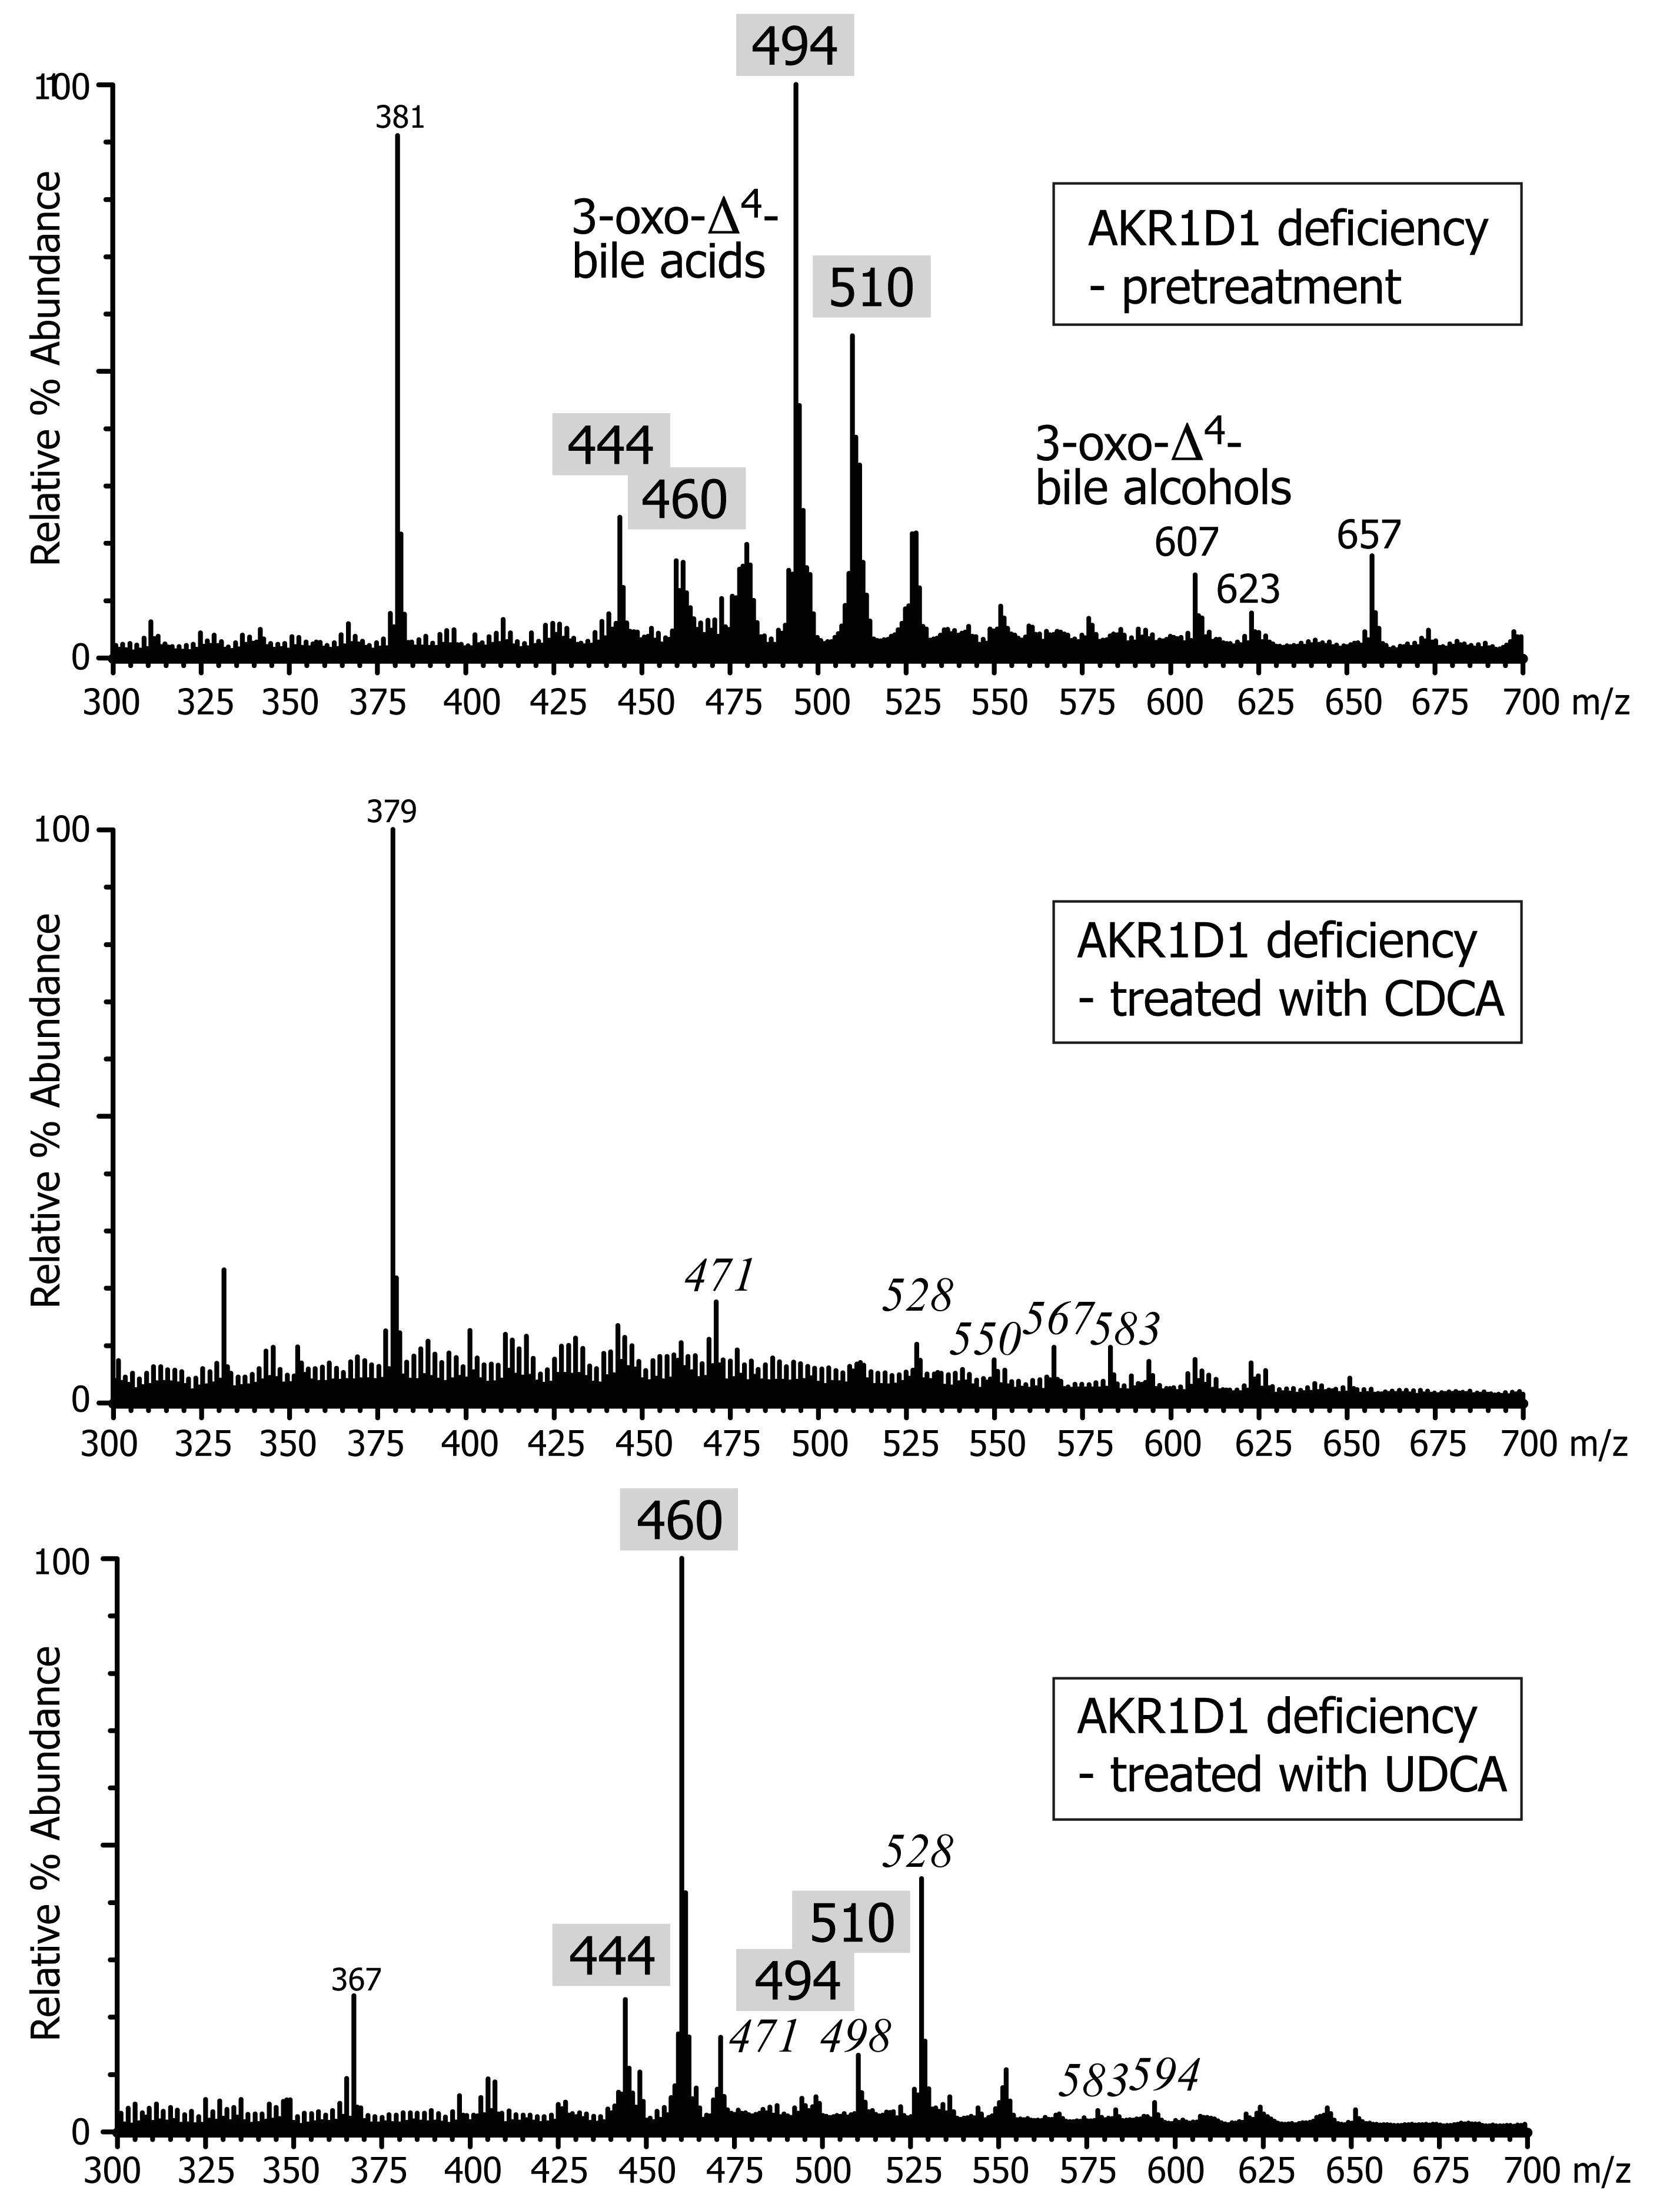 494
100
381
3-oxo-Δ4-
bile acids
AKR1D1 deficiency
- pretreatment
510
444
460
3-oxo-Δ4-
bile alcohols
607
623
657
Relative % Abundance
0
300 325 350 375 400 425 450 475 500 525 550 575 600 625 650 675 700 m/z
379
100
AKR1D1 deficiency
- treated with CDCA
471
528
550
567
583
Relative % Abundance
0
300 325 350 375 400 425 450 475 500 525 550 575 600 625 650 675 700 m/z
460
100
AKR1D1 deficiency
- treated with UDCA
528
510
444
494
367
471
498
583
594
Relative % Abundance
0
300 325 350 375 400 425 450 475 500 525 550 575 600 625 650 675 700 m/z